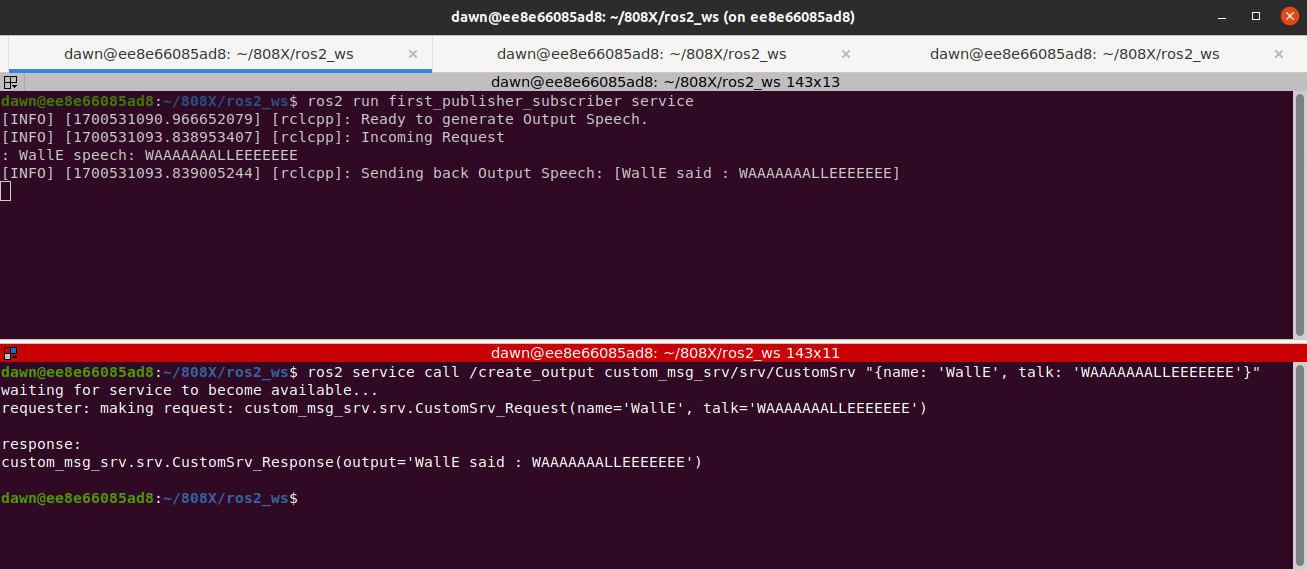 dawn@ee8e66085ad8: ~/808X/ros2_ws (on ee8e66085ad8)
dawn@ee8e66085ad8: ~/808X/ros2_ws × dawn@ee8e66085ad8: ~/808X/ros2_ws × dawn@ee8e66085ad8: ~/808X/ros2_ws ×
dawn@ee8e66085ad8: ~/808X/ros2_ws 143x13
dawn@ee8e66085ad8:~/808X/ros2_ws$ ros2 run first_publisher_subscriber service
[INFO] [1700531090.966652079] [rclcpp]: Ready to generate Output Speech.
[INFO] [1700531093.838953407] [rclcpp]: Incoming Request
: WallE speech: WAAAAAAALLEEEEEEE
[INFO] [1700531093.839005244] [rclcpp]: Sending back Output Speech: [WallE said : WAAAAAAALLEEEEEEE]
dawn@ee8e66085ad8: ~/808X/ros2_ws 143x11
dawn@ee8e66085ad8:~/808X/ros2_ws$ ros2 service call /create_output custom_msg_srv/srv/CustomSrv "{name: 'WallE', talk: 'WAAAAAAALLEEEEEEE'}"
waiting for service to become available...
requester: making request: custom_msg_srv.srv.CustomSrv_Request(name='WallE', talk='WAAAAAAALLEEEEEEE')
response:
custom_msg_srv.srv.CustomSrv_Response(output='WallE said : WAAAAAAALLEEEEEEE')
dawn@ee8e66085ad8:~/808X/ros2_ws$